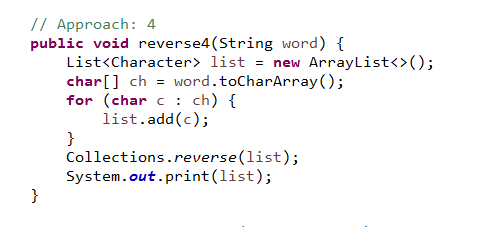 // Approach: 4
public void reverse4(String word) {
    List<Character> list = new ArrayList<>();
    char[] ch = word.toCharArray();
    for (char c : ch) {
        list.add(c);
    }
    Collections.reverse(list);
    System.out.print(list);
}